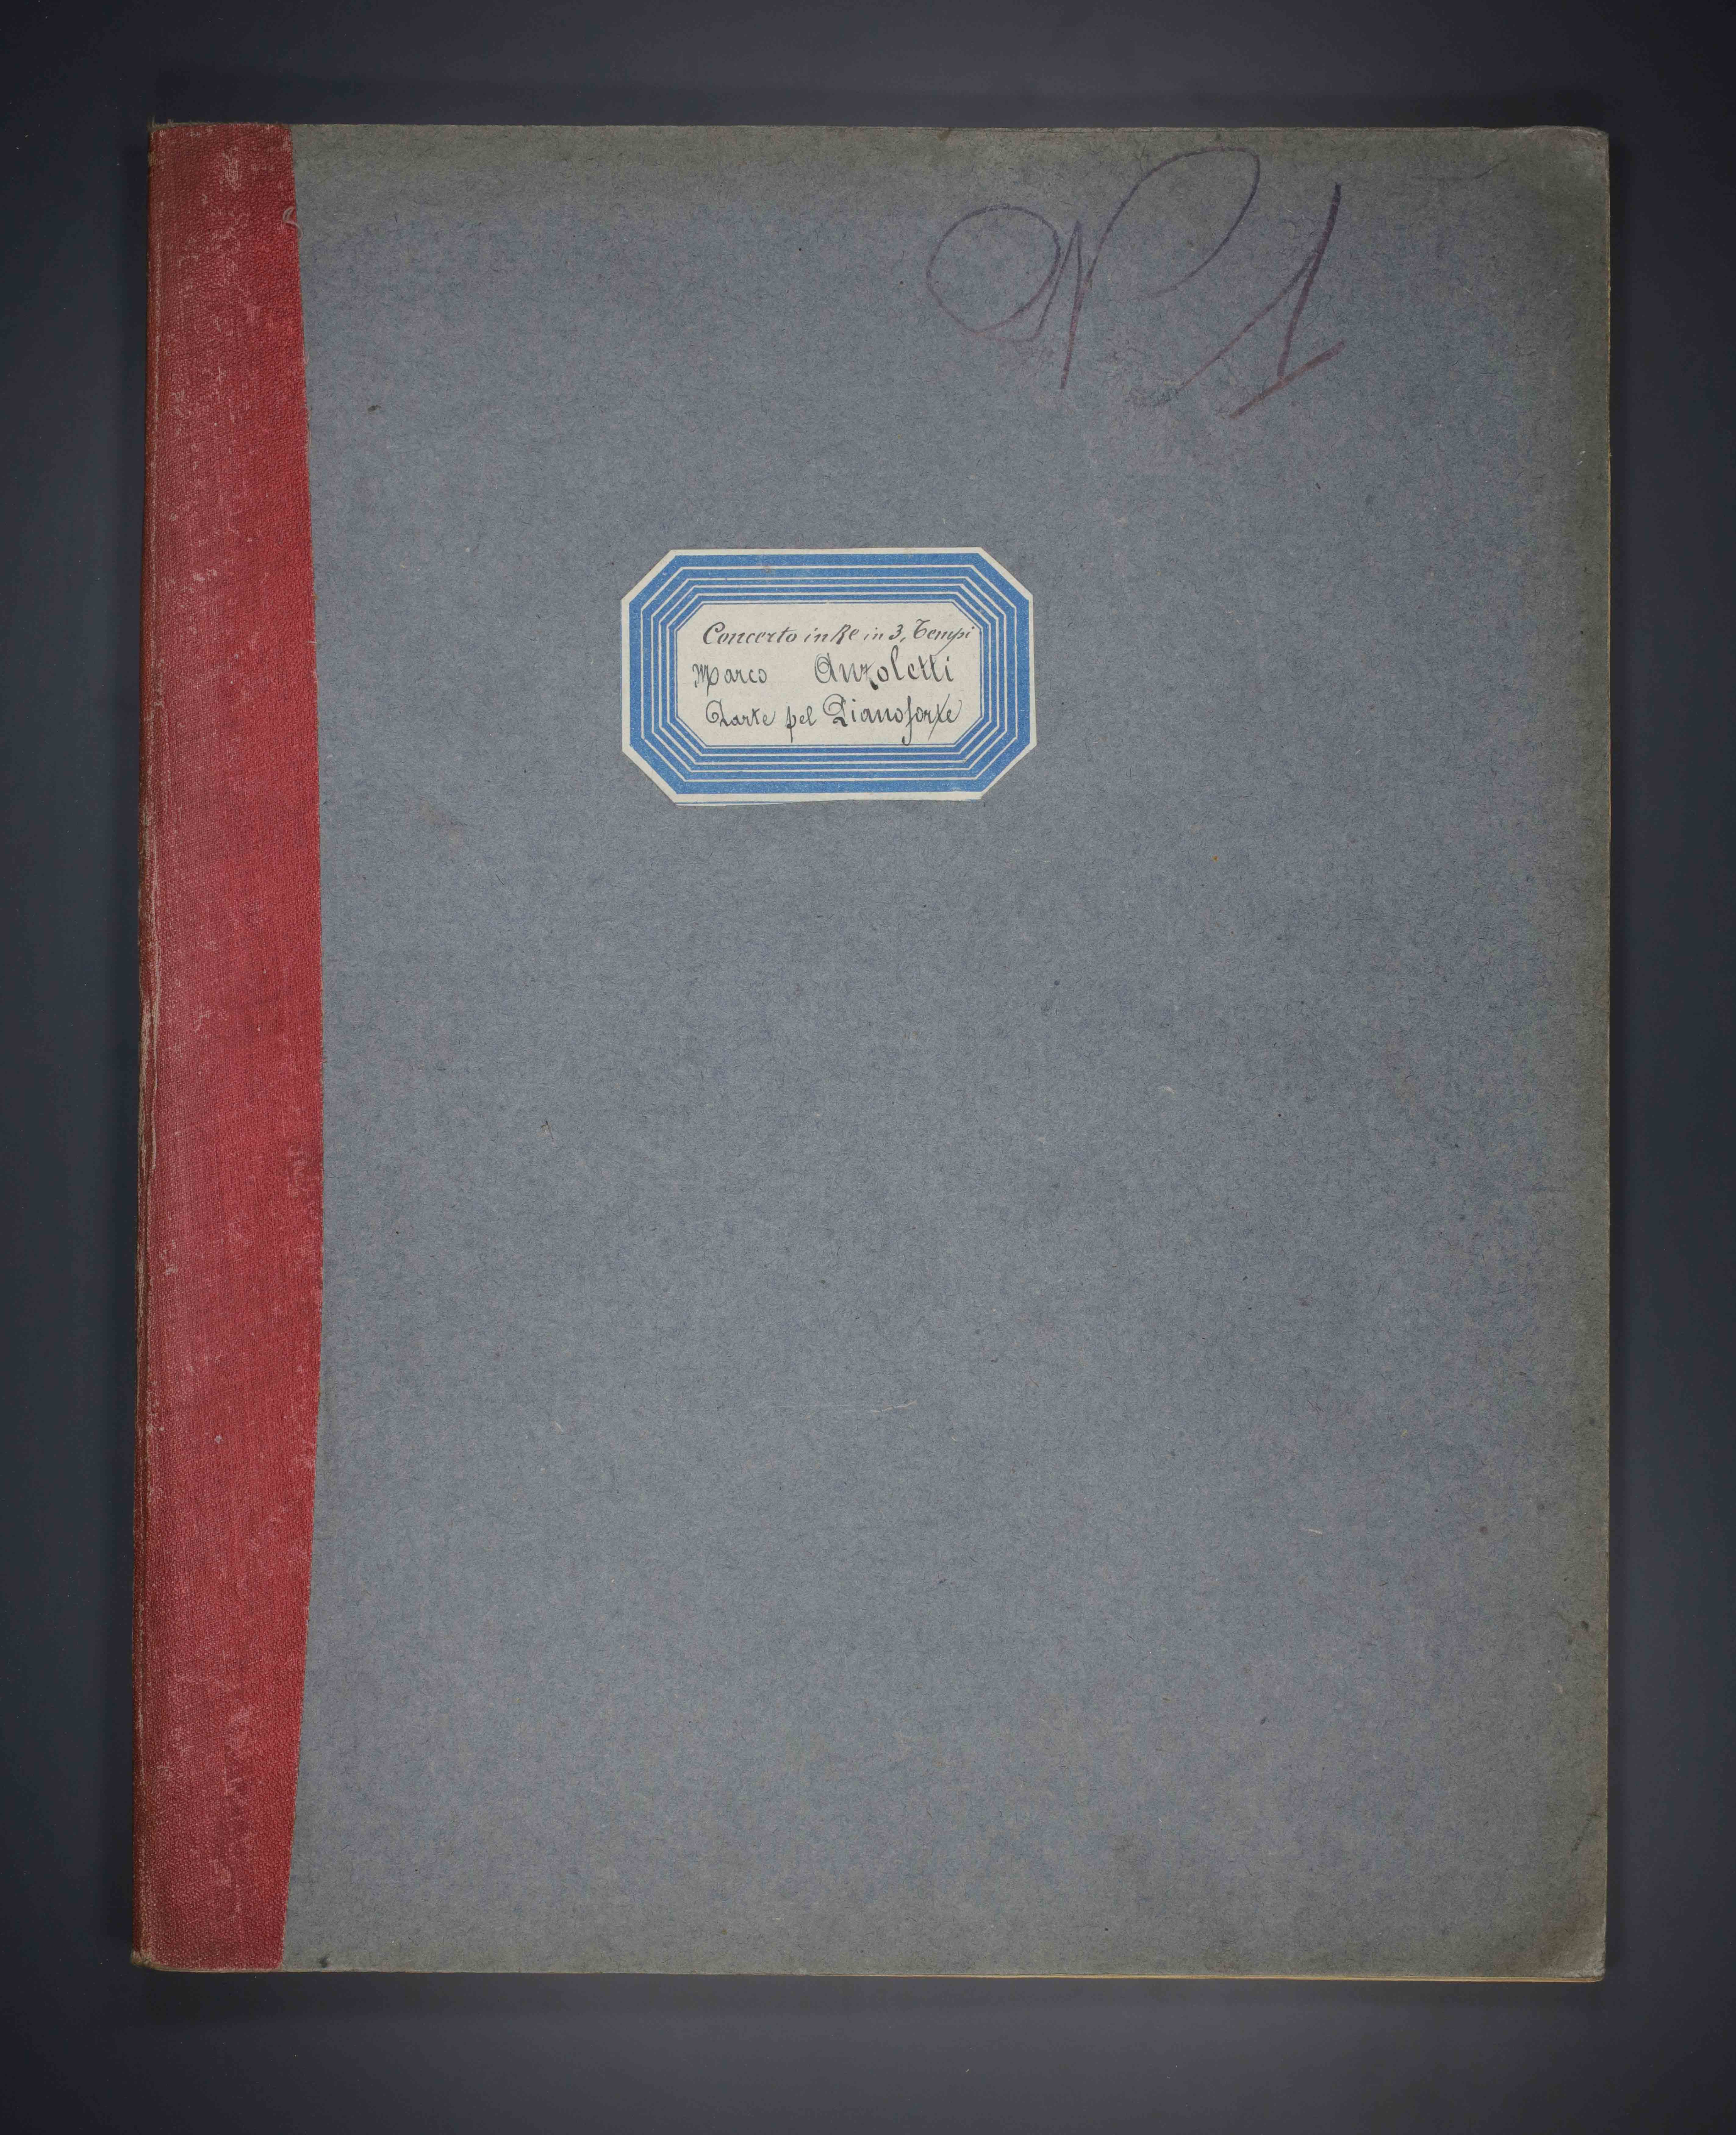 N 1
Concerto in Re in 3, Tempi
Marco Anzoletti
Parte pel Pianoforte